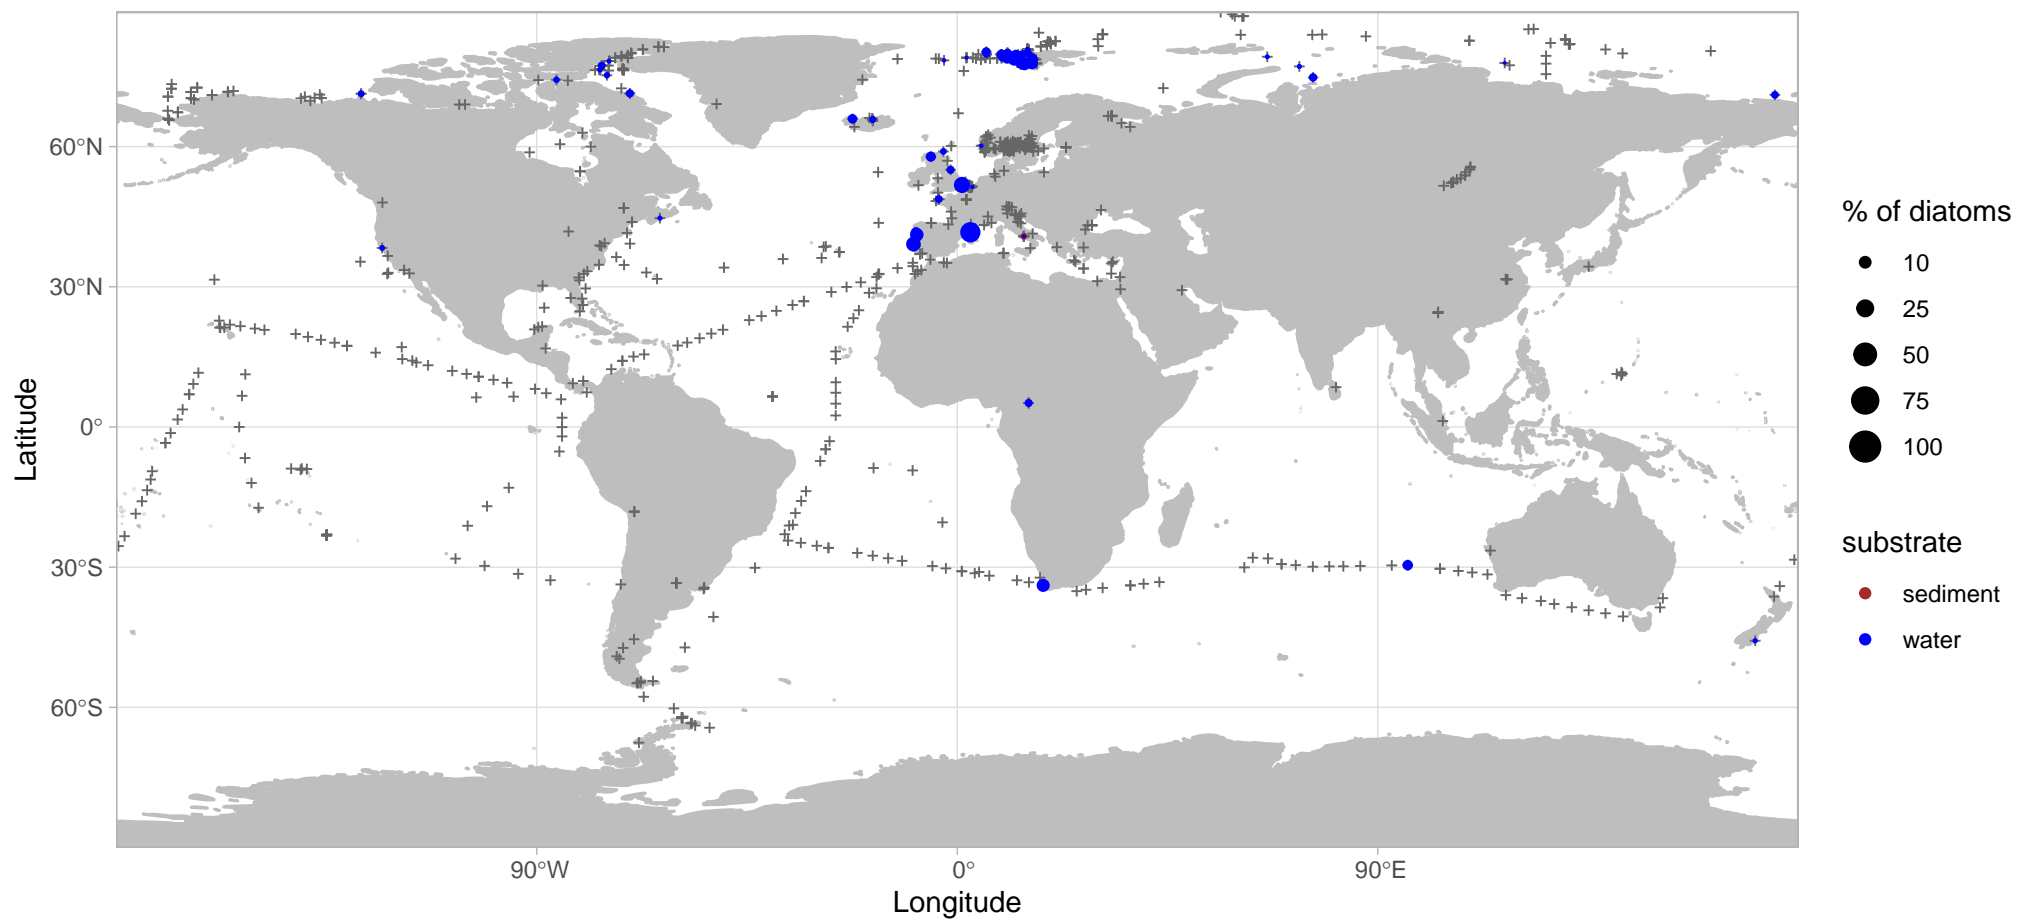 60°N
30°N
0°
30°S
60°S
Latitude
90°W
0°
90°E
Longitude
% of diatoms
10
25
50
75
100
substrate
sediment
water